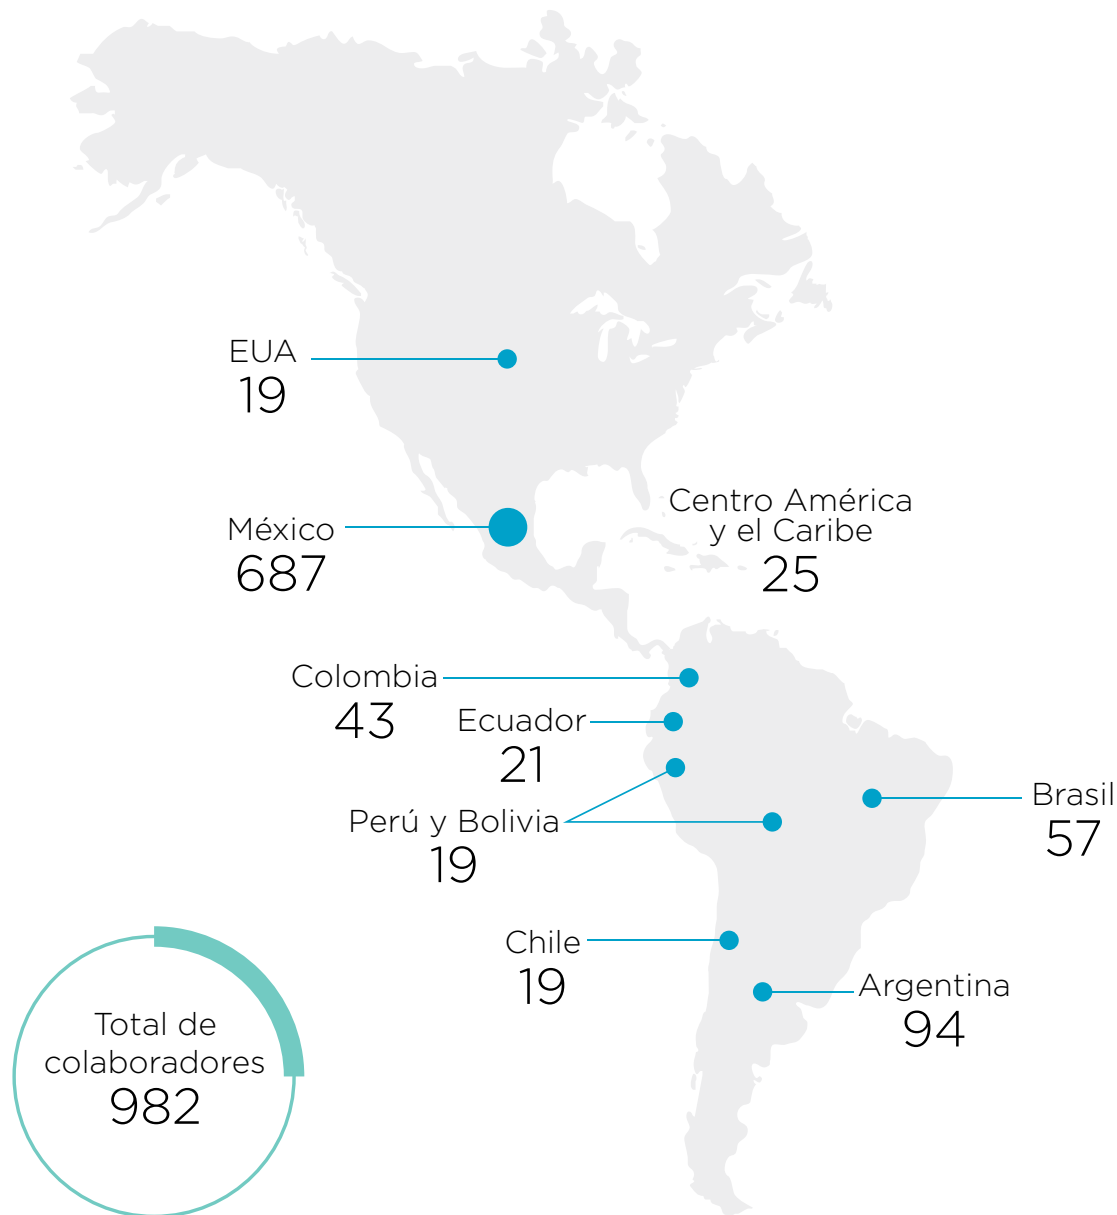 EUA
19
México
687
Centro América
y el Caribe
25
Colombia
43
Ecuador
21
Perú y Bolivia
19
Brasil
57
Chile
19
Argentina
94
Total de
colaboradores
982